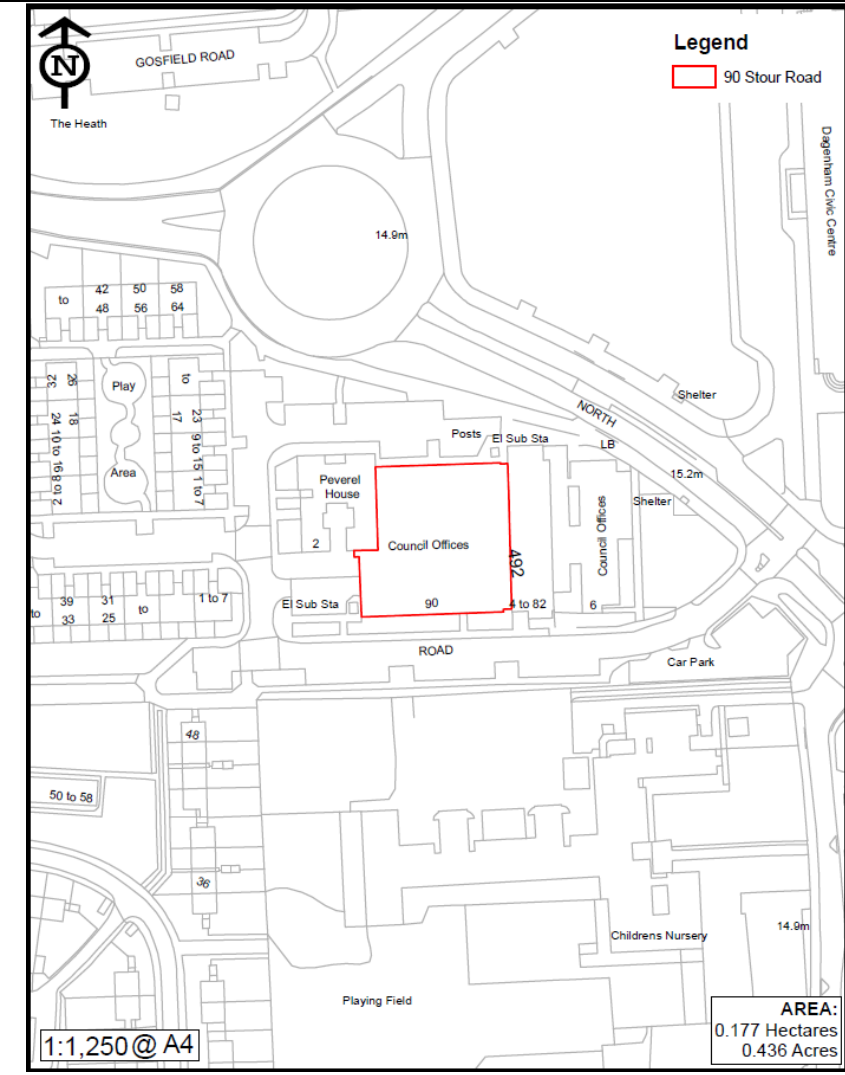 N
GOSFIELD ROAD
The Heath
Legend
90 Stour Road
Dagenham Civic Centre
14.9m
to
42
50
58
48
56
64
32
26
Play
to
24
18
17
23
10 to 16
9 to 15
8 to 2
Area
1 to 7
NORTH
Shelter
Posts
El Sub Sta
LB
15.2m
Shelter
Peverel
House
2
Council Offices
492
Council Offices
El Sub Sta
90
4 to 82
6
39
31
1 to 7
to
33
25
to
ROAD
Car Park
48
50 to 58
36
Childrens Nursery
14.9m
Playing Field
1:1,250 @ A4
AREA:
0.177 Hectares
0.436 Acres